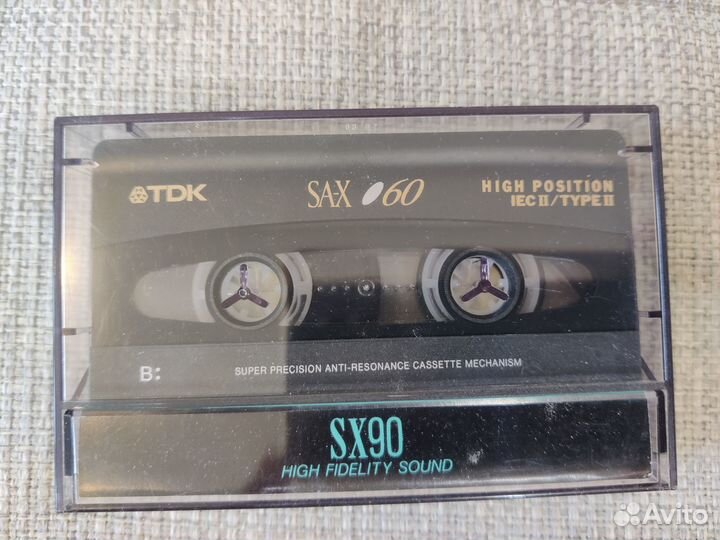 TDK SA-X 60 HIGH POSITION
IEC II/TYPE II
B: SUPER PRECISION ANTI-RESONANCE CASSETTE MECHANISM
SX90
HIGH FIDELITY SOUND
Avito